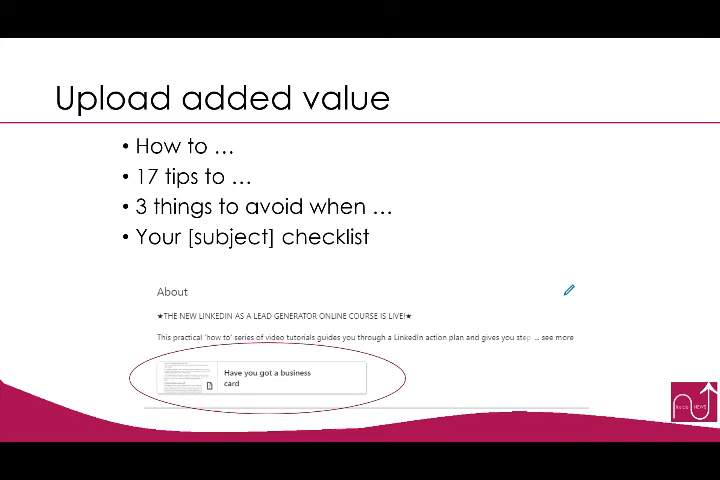 Upload added value
• How to …
• 17 tips to …
• 3 things to avoid when …
• Your [subject] checklist
About
★THE NEW LINKEDIN AS A LEAD GENERATOR ONLINE COURSE IS LIVE!★
This practical 'how to' series of video tutorials guides you through a LinkedIn action plan and gives you step ... see more
Have you got a business
card
Inside NEWS